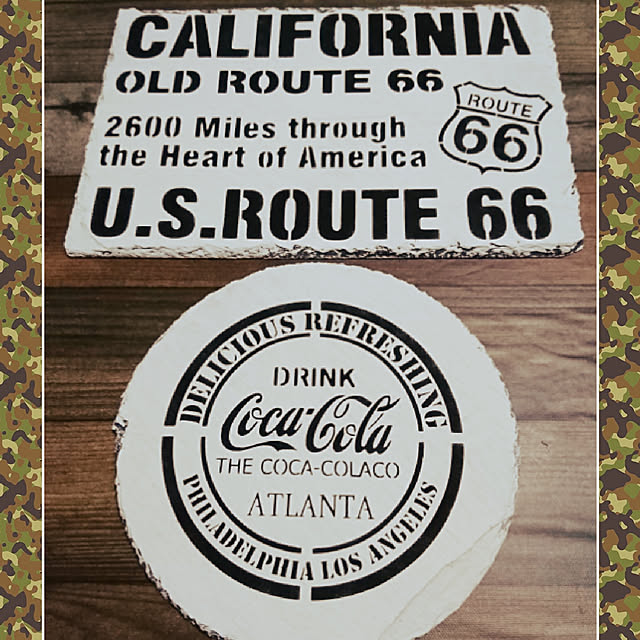 CALIFORNIA
OLD ROUTE 66
2600 Miles through
the Heart of America
ROUTE
66
U.S.ROUTE 66
DELICIOUS REFRESHING
DRINK
Coca-Cola
THE COCA-COLACO
ATLANTA
PHILADELPHIA LOS ANGELES